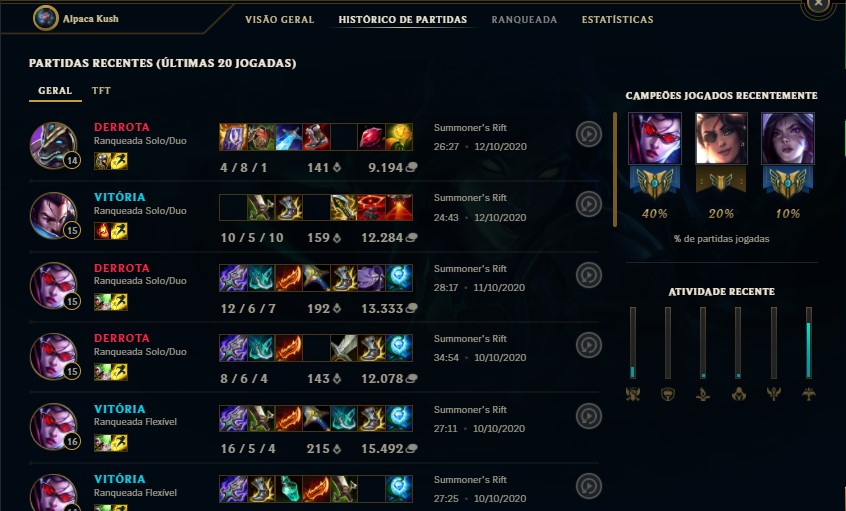 Alpaca Kush
VISÃO GERAL
HISTÓRICO DE PARTIDAS
RANQUEADA
ESTATÍSTICAS
PARTIDAS RECENTES (ÚLTIMAS 20 JOGADAS)
GERAL TFT
14
DERROTA
Ranqueada Solo/Duo
4 / 8 / 1 141 9.194
Summoner's Rift
26:27 • 12/10/2020
15
VITÓRIA
Ranqueada Solo/Duo
10 / 5 / 10 159 12.284
Summoner's Rift
24:43 • 12/10/2020
15
DERROTA
Ranqueada Solo/Duo
12 / 6 / 7 192 13.333
Summoner's Rift
28:17 • 11/10/2020
15
DERROTA
Ranqueada Solo/Duo
8 / 6 / 4 143 12.078
Summoner's Rift
34:54 • 10/10/2020
16
VITÓRIA
Ranqueada Flexível
16 / 5 / 4 215 15.492
Summoner's Rift
27:11 • 10/10/2020
VITÓRIA
Ranqueada Flexível
Summoner's Rift
27:25 • 10/10/2020
CAMPEÕES JOGADOS RECENTEMENTE
40% 20% 10%
% de partidas jogadas
ATIVIDADE RECENTE